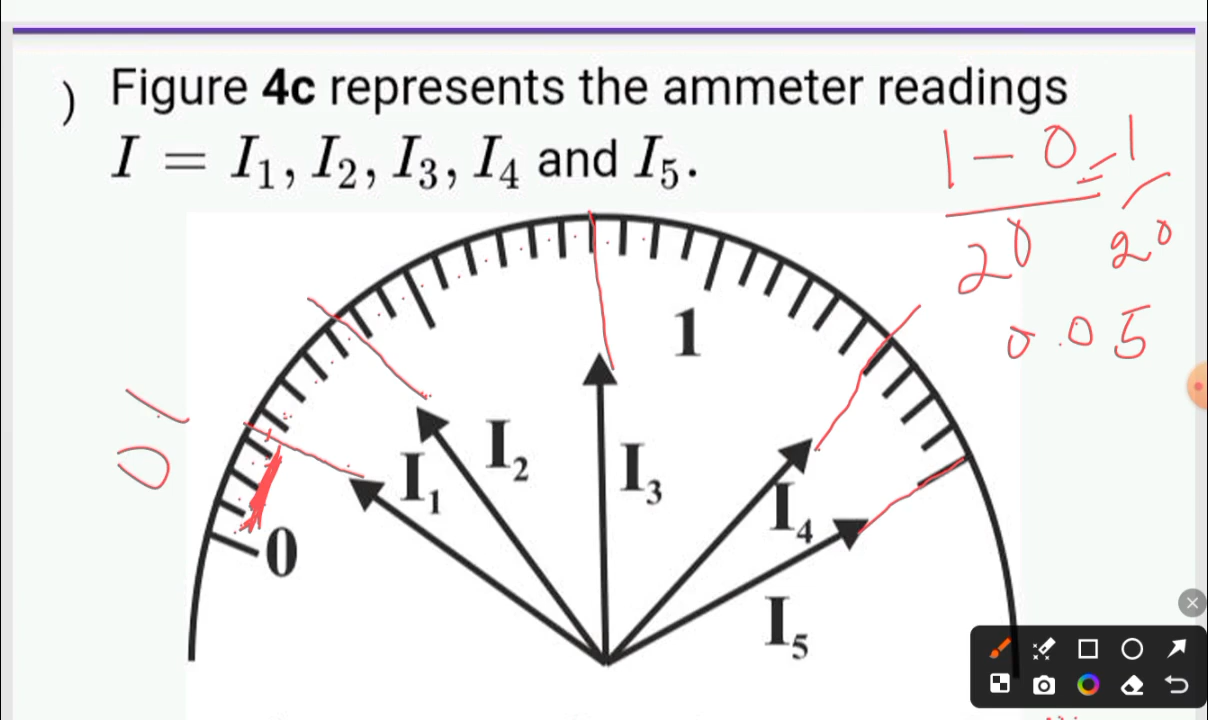 ) Figure 4c represents the ammeter readings
I = I₁, I₂, I₃, I₄ and I₅.
1 - 0 = 1
20 20
0.05
1
0 1
I₁ I₂ I₃ I₄
0
I₅